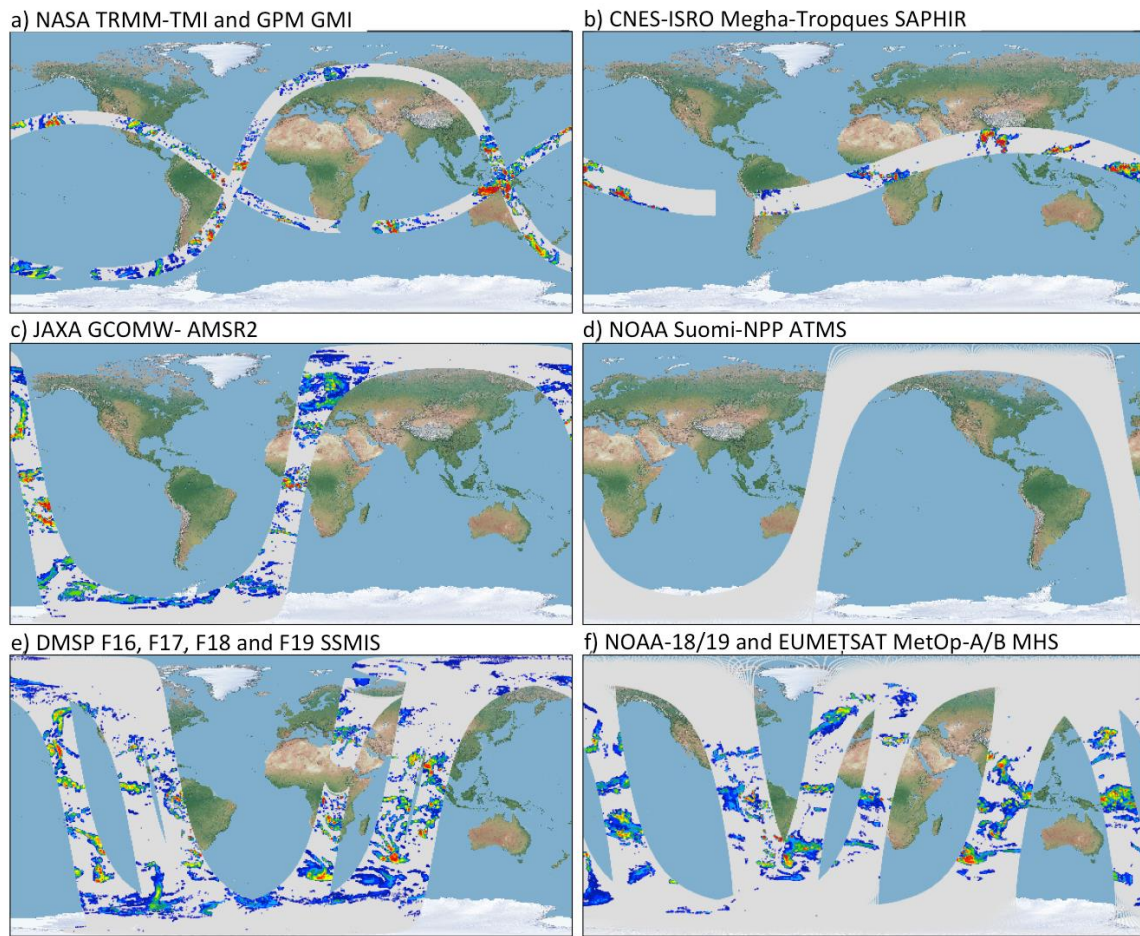 a) NASA TRMM-TMI and GPM GMI
b) CNES-ISRO Megha-Tropques SAPHIR
c) JAXA GCOMW- AMSR2
d) NOAA Suomi-NPP ATMS
e) DMSP F16, F17, F18 and F19 SSMIS
f) NOAA-18/19 and EUMETSAT MetOp-A/B MHS